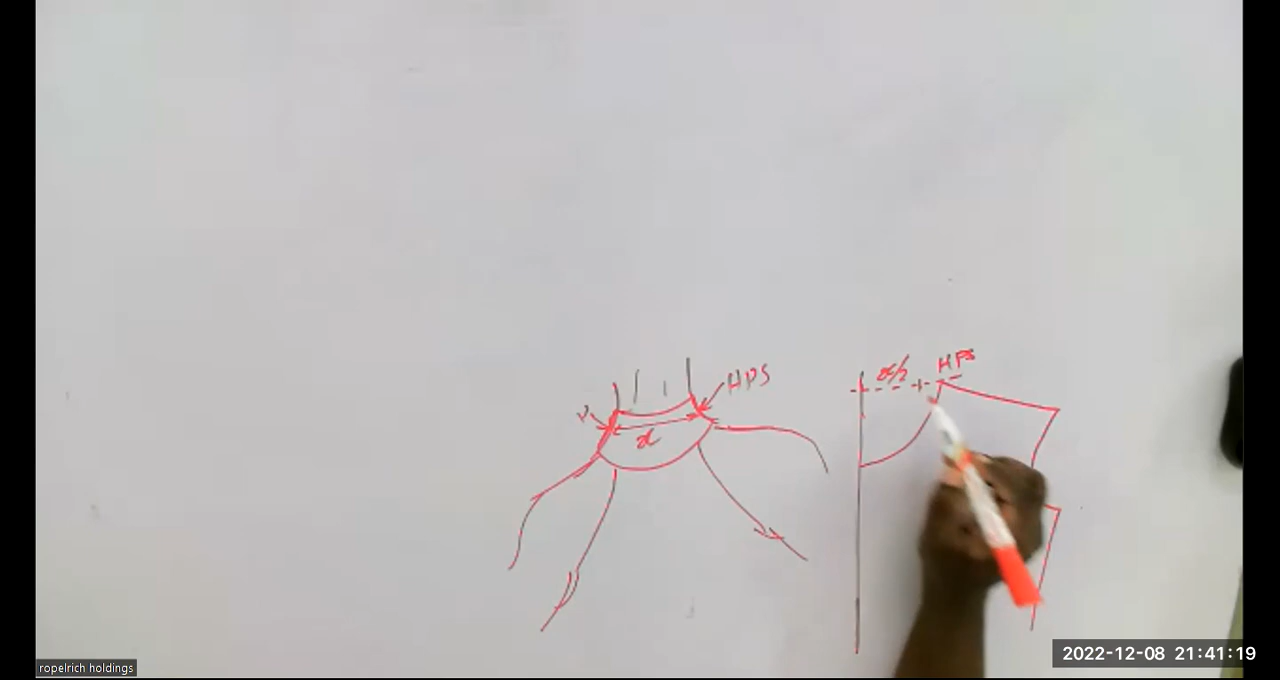 HPS
x
x/2
HPS
ropelrich holdings
2022-12-08 21:41:19